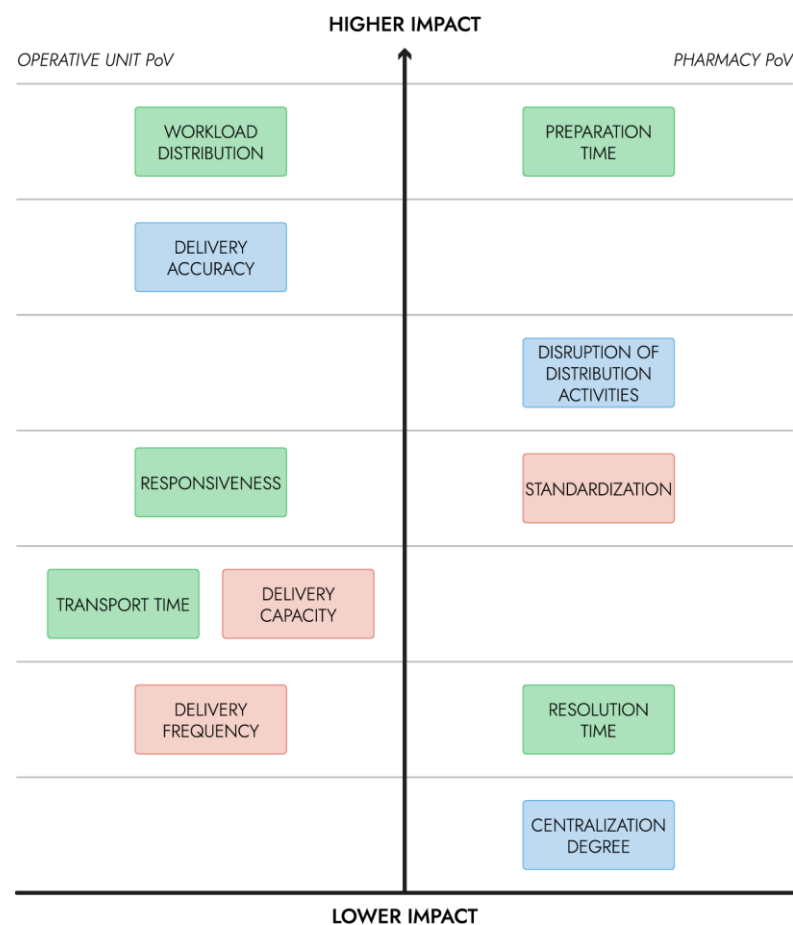 HIGHER IMPACT
OPERATIVE UNIT PoV
PHARMACY PoV
WORKLOAD
DISTRIBUTION
PREPARATION
TIME
DELIVERY
ACCURACY
DISRUPTION OF
DISTRIBUTION
ACTIVITIES
RESPONSIVENESS
STANDARDIZATION
TRANSPORT TIME
DELIVERY
CAPACITY
DELIVERY
FREQUENCY
RESOLUTION
TIME
CENTRALIZATION
DEGREE
LOWER IMPACT